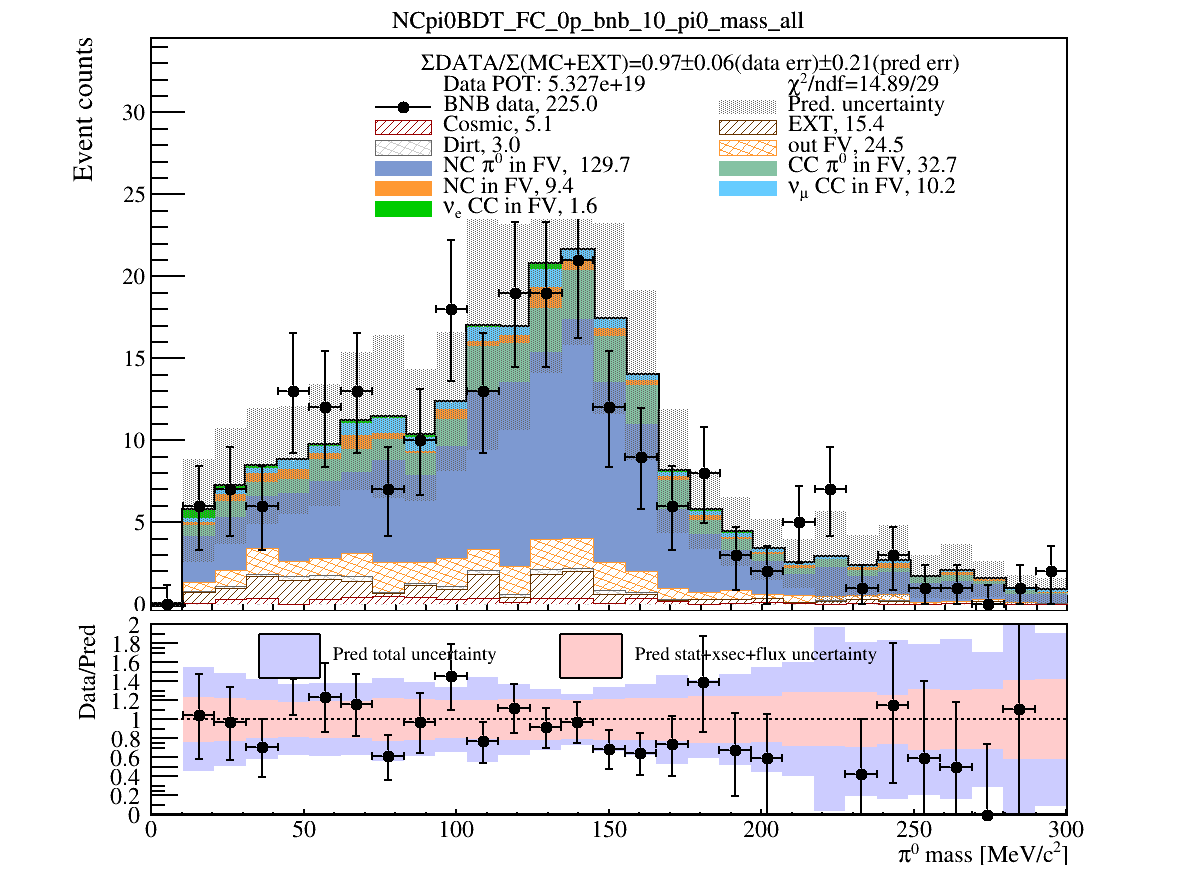 NCpi0BDT_FC_0p_bnb_10_pi0_mass_all
ΣDATA/Σ(MC+EXT)=0.97±0.06(data err)±0.21(pred err)
Data POT: 5.327e+19 χ²/ndf=14.89/29
BNB data, 225.0 Pred. uncertainty
Cosmic, 5.1 EXT, 15.4
Dirt, 3.0 out FV, 24.5
NC π⁰ in FV, 129.7 CC π⁰ in FV, 32.7
NC in FV, 9.4 νμ CC in FV, 10.2
νe CC in FV, 1.6
Event counts
30
25
20
15
10
5
0
Data/Pred
Pred total uncertainty Pred stat+xsec+flux uncertainty
2
1.8
1.6
1.4
1.2
1
0.8
0.6
0.4
0.2
0
0 50 100 150 200 250 300
π⁰ mass [MeV/c²]